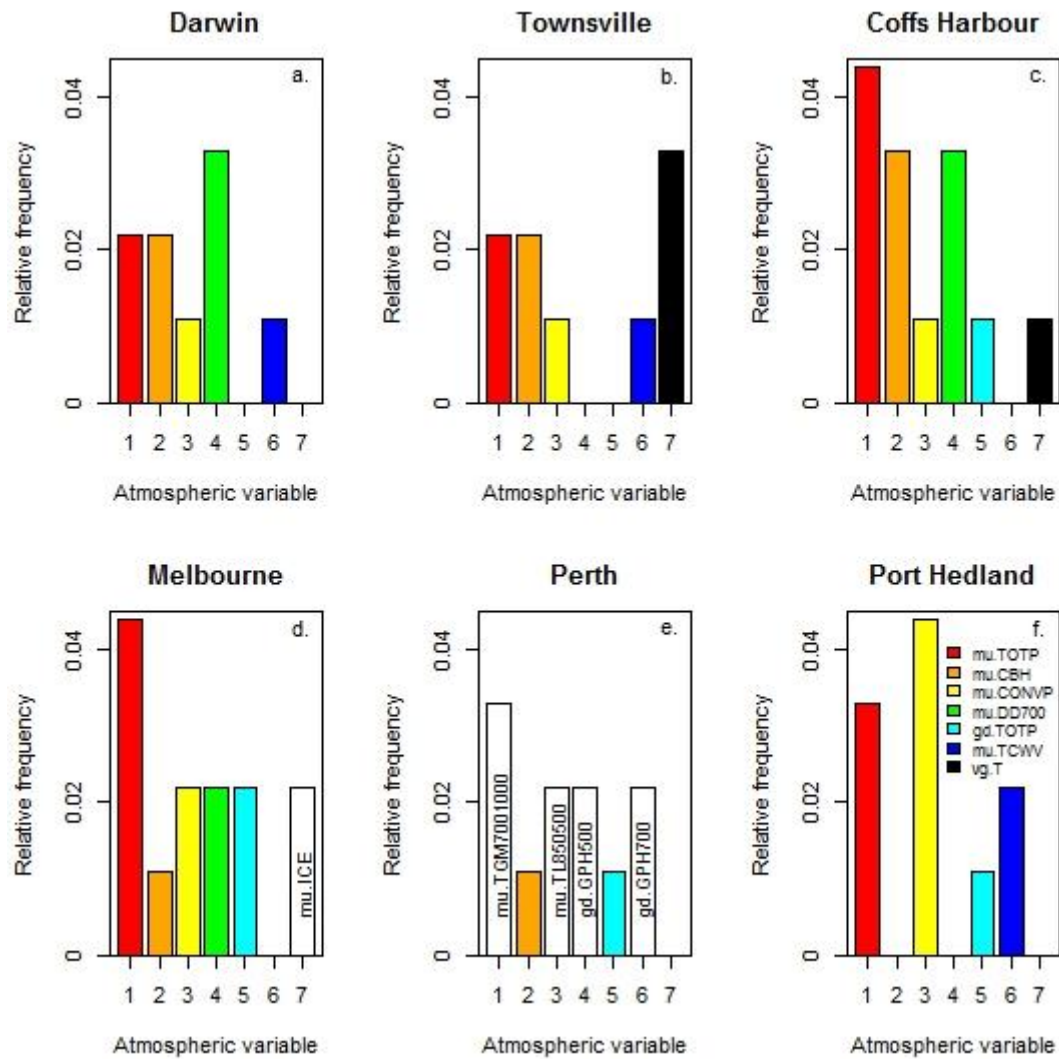 Darwin
a.
0.04
0.02
0
Relative frequency
1 2 3 4 5 6 7
Atmospheric variable
Townsville
b.
0.04
0.02
0
Relative frequency
1 2 3 4 5 6 7
Atmospheric variable
Coffs Harbour
c.
0.04
0.02
0
Relative frequency
1 2 3 4 5 6 7
Atmospheric variable
Melbourne
d.
0.04
0.02
0
Relative frequency
mu.ICE
1 2 3 4 5 6 7
Atmospheric variable
Perth
e.
0.04
0.02
0
Relative frequency
mu.TGM7001000
mu.TL850500
gd.GPH500
gd.GPH700
1 2 3 4 5 6 7
Atmospheric variable
Port Hedland
f.
0.04
0.02
0
Relative frequency
mu.TOTP
mu.CBH
mu.CONVP
mu.DD700
gd.TOTP
mu.TCWV
vg.T
1 2 3 4 5 6 7
Atmospheric variable